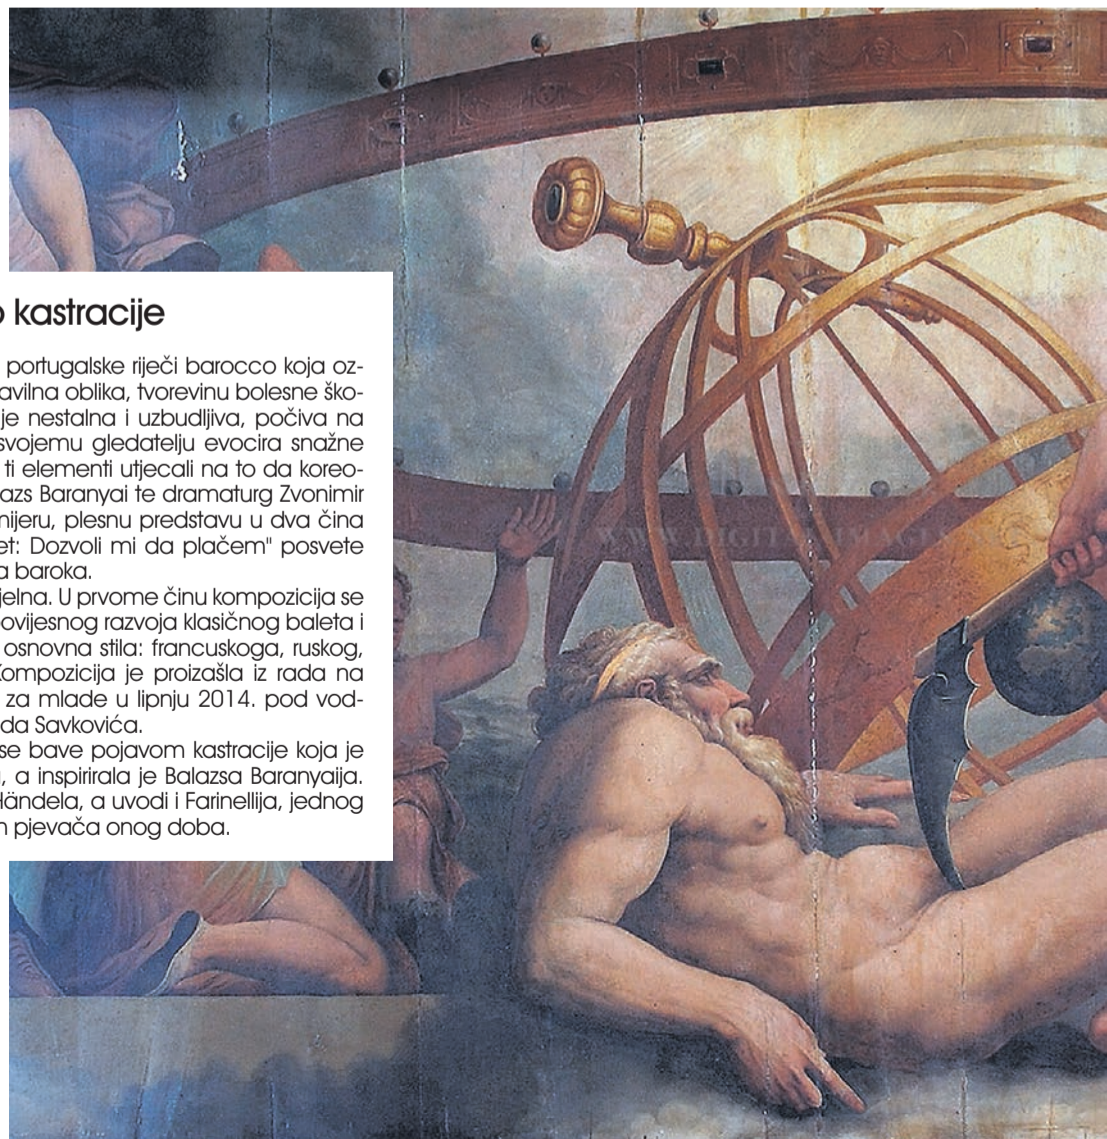 kastracije
portugalske riječi barocco koja oz-
avilna oblika, tvorevinu bolesne ško-
je nestalna i uzbudljiva, počiva na
svojemu gledatelju evocira snažne
ti elementi utjecali na to da koreo-
azs Baranyai te dramaturg Zvonimir
nijeru, plesnu predstavu u dva čina
et: Dozvoli mi da plačem" posvete
a baroka.
jelna. U prvome činu kompozicija se
ovijesnog razvoja klasičnog baleta i
osnovna stila: francuskoga, ruskog,
Kompozicija je proizašla iz rada na
za mlade u lipnju 2014. pod vod-
da Savkovića.
se bave pojavom kastracije koja je
, a inspirirala je Balazsa Baranyaija.
Händela, a uvodi i Farinellija, jednog
pjevača onog doba.